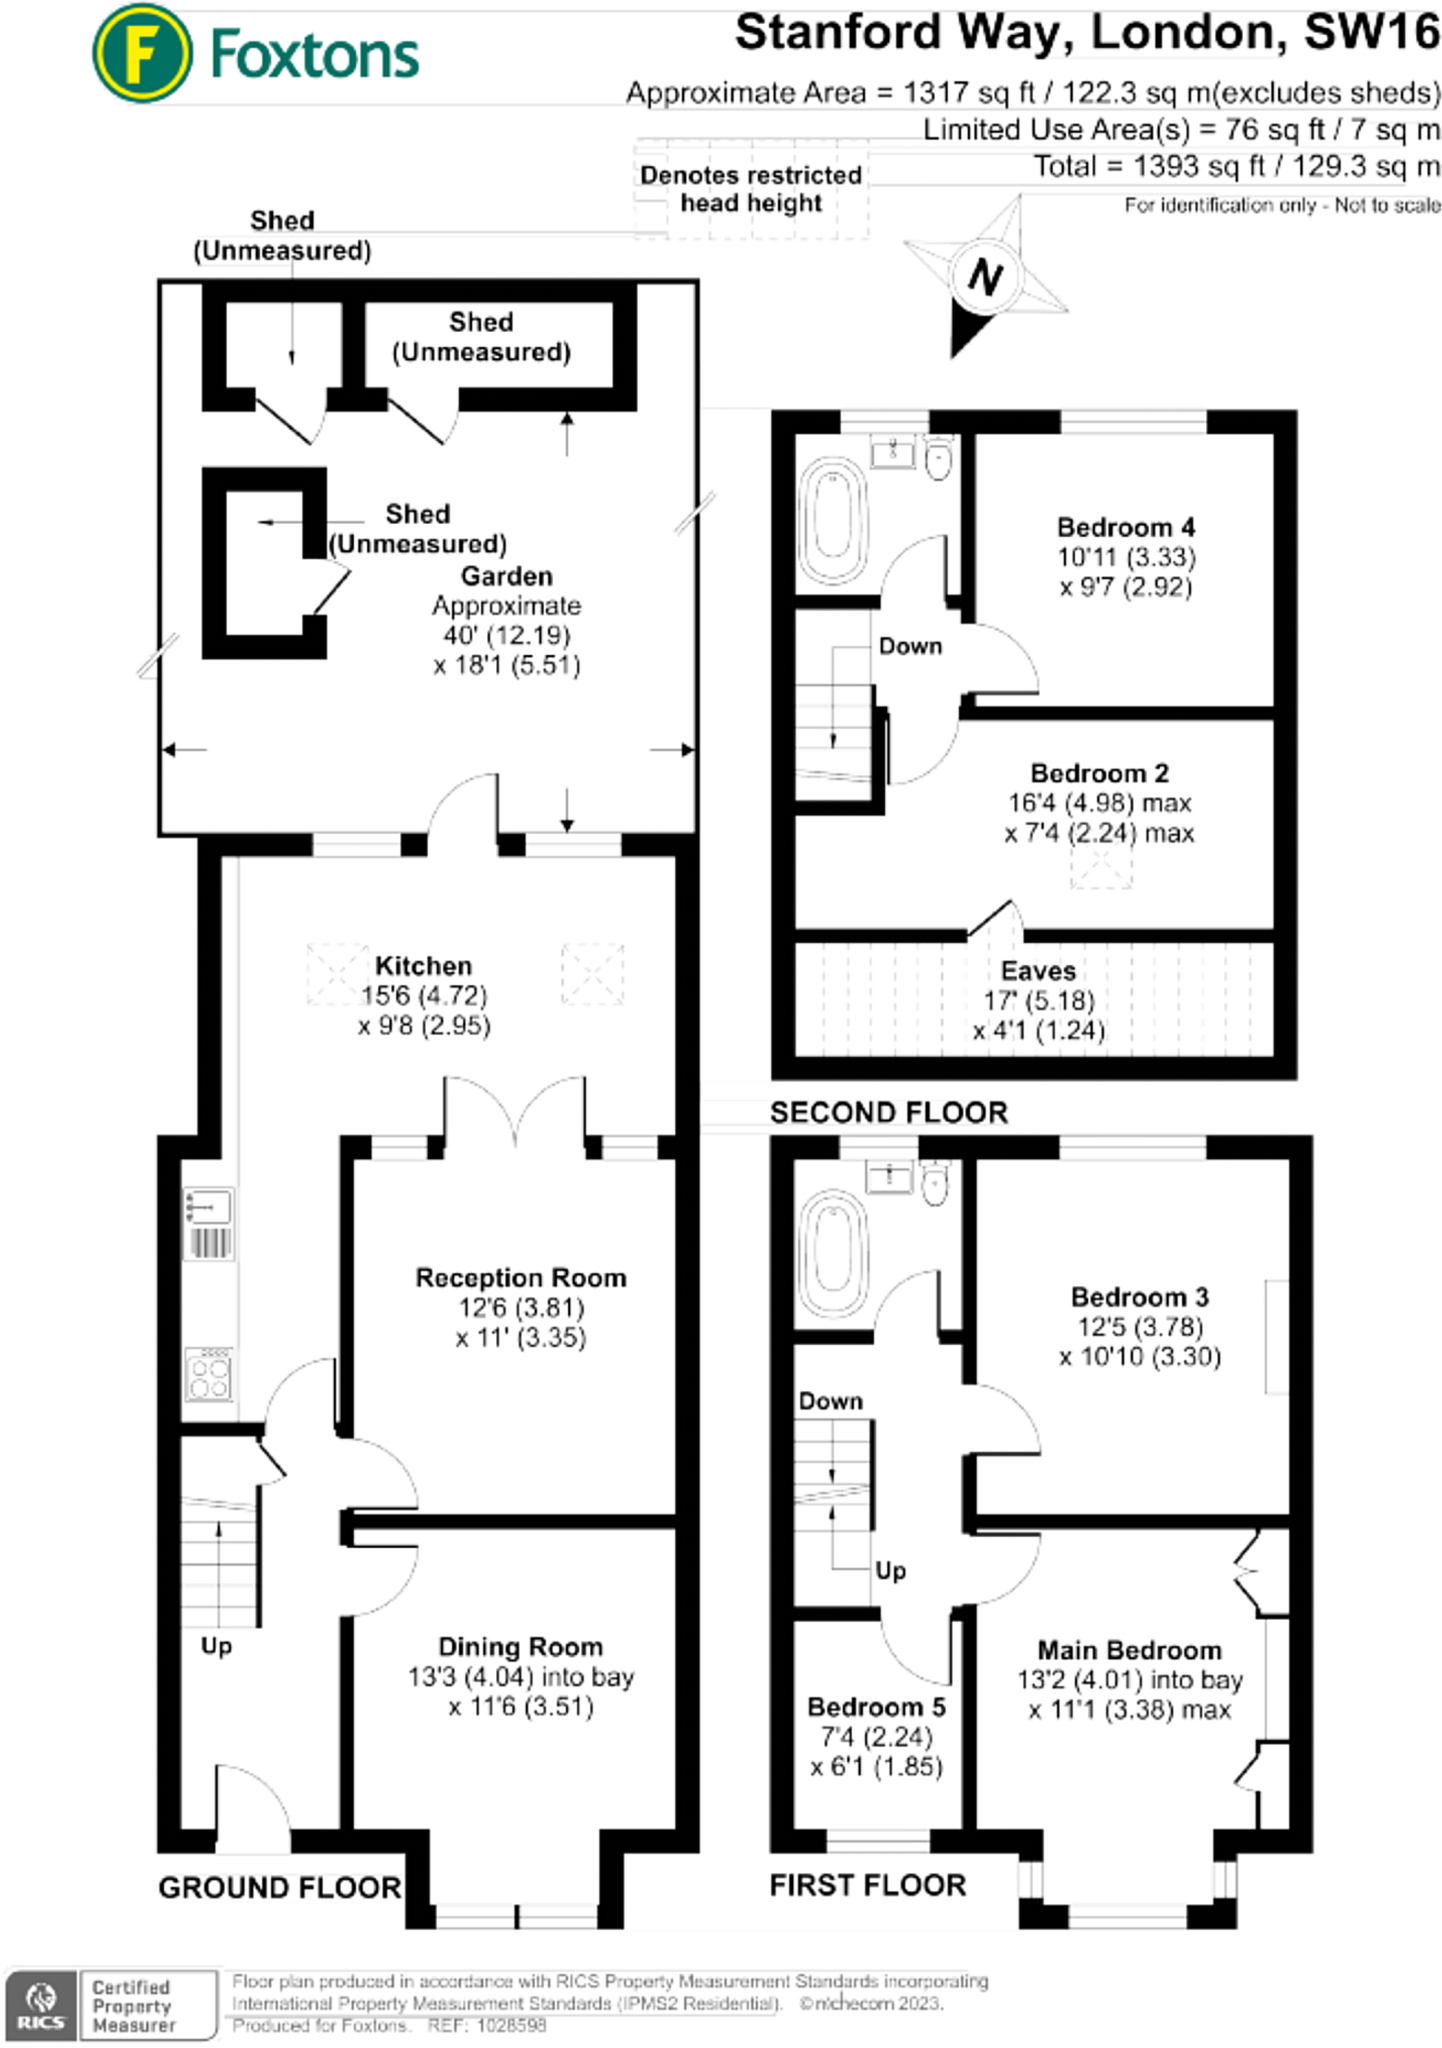 F Foxtons
Stanford Way, London, SW16
Approximate Area = 1317 sq ft / 122.3 sq m(excludes sheds)
Limited Use Area(s) = 76 sq ft / 7 sq m
Total = 1393 sq ft / 129.3 sq m
For identification only - Not to scale
Denotes restricted
head height
N
Shed
(Unmeasured)
Shed
(Unmeasured)
Shed
(Unmeasured)
Garden
Approximate
40' (12.19)
x 18'1 (5.51)
Kitchen
15'6 (4.72)
x 9'8 (2.95)
Reception Room
12'6 (3.81)
x 11' (3.35)
Up
Dining Room
13'3 (4.04) into bay
x 11'6 (3.51)
GROUND FLOOR
Bedroom 4
10'11 (3.33)
x 9'7 (2.92)
Down
Bedroom 2
16'4 (4.98) max
x 7'4 (2.24) max
Eaves
17' (5.18)
x 4'1 (1.24)
SECOND FLOOR
Bedroom 3
12'5 (3.78)
x 10'10 (3.30)
Down
Up
Main Bedroom
13'2 (4.01) into bay
x 11'1 (3.38) max
Bedroom 5
7'4 (2.24)
x 6'1 (1.85)
FIRST FLOOR
RICS
Certified
Property
Measurer
Floor plan produced in accordance with RICS Property Measurement Standards incorporating
International Property Measurement Standards (IPMS2 Residential). ©nichecom 2023.
Produced for Foxtons. REF: 1028598